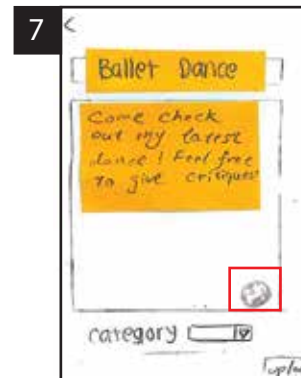 7
<
Ballet Dance
Come check
out my latest
dance! Feel free
to give critiques
category